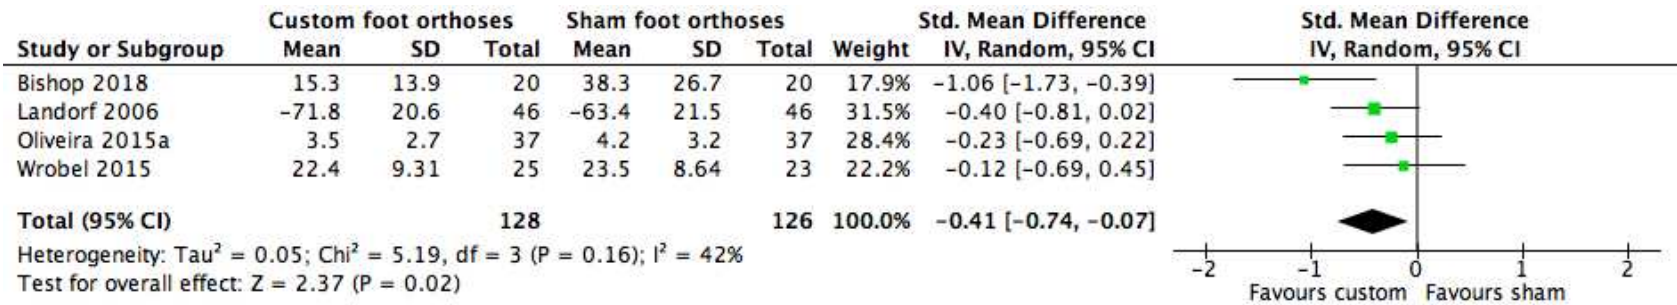 Custom foot orthoses Sham foot orthoses Std. Mean Difference Std. Mean Difference
Study or Subgroup Mean SD Total Mean SD Total Weight IV, Random, 95% CI IV, Random, 95% CI
Bishop 2018 15.3 13.9 20 38.3 26.7 20 17.9% -1.06 [-1.73, -0.39]
Landorf 2006 -71.8 20.6 46 -63.4 21.5 46 31.5% -0.40 [-0.81, 0.02]
Oliveira 2015a 3.5 2.7 37 4.2 3.2 37 28.4% -0.23 [-0.69, 0.22]
Wrobel 2015 22.4 9.31 25 23.5 8.64 23 22.2% -0.12 [-0.69, 0.45]
Total (95% CI) 128 126 100.0% -0.41 [-0.74, -0.07]
Heterogeneity: Tau² = 0.05; Chi² = 5.19, df = 3 (P = 0.16); I² = 42%
Test for overall effect: Z = 2.37 (P = 0.02)
-2 -1 0 1 2
Favours custom Favours sham